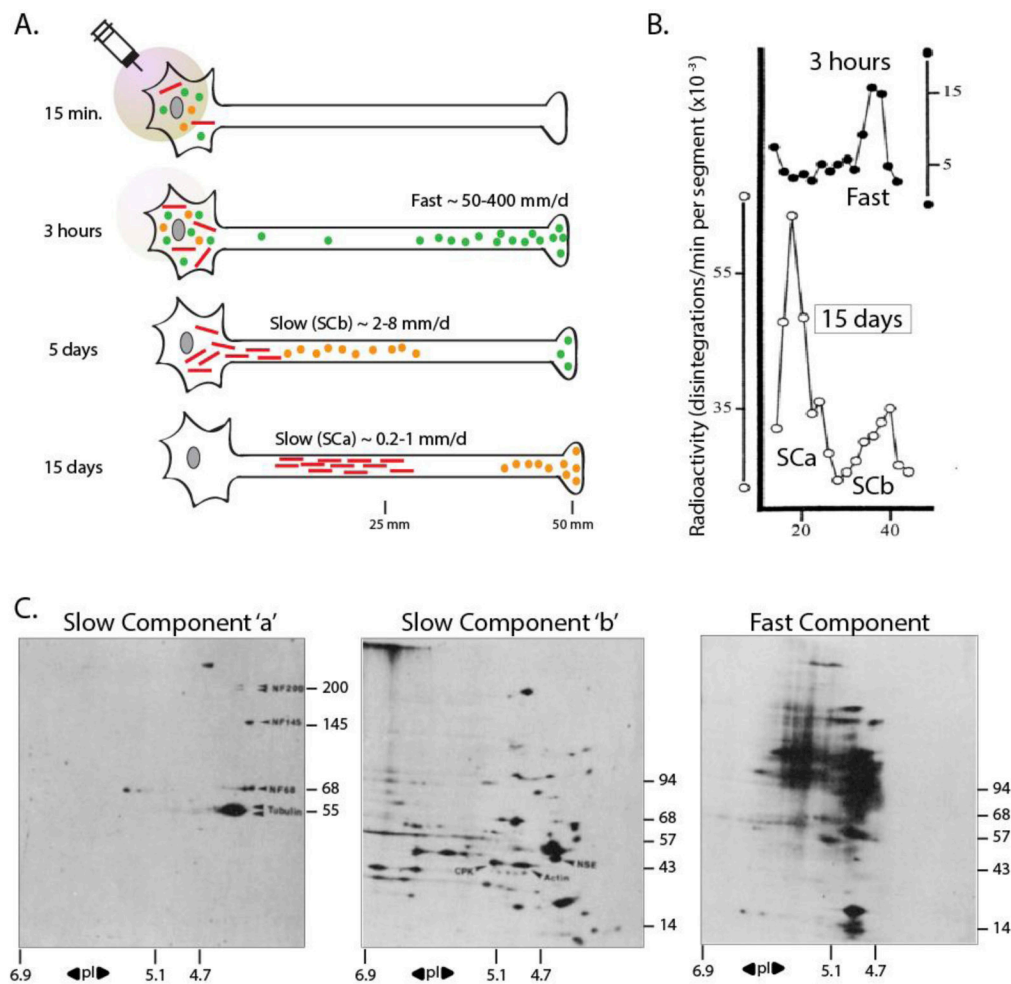 A.
15 min.
3 hours
Fast ~ 50-400 mm/d
Slow (SCb) ~ 2-8 mm/d
5 days
Slow (SCa) ~ 0.2-1 mm/d
15 days
25 mm
50 mm
B.
Radioactivity (disintegrations/min per segment (x10⁻³)
3 hours
15
5
Fast
55
15 days
35
SCa
SCb
20
40
C.
Slow Component 'a'
NF200
200
NF145
145
NF68
68
Tubulin
55
6.9
pI
5.1
4.7
Slow Component 'b'
94
68
57
NSE
CPK
43
Actin
14
6.9
pI
5.1
4.7
Fast Component
94
68
57
43
14
6.9
pI
5.1
4.7